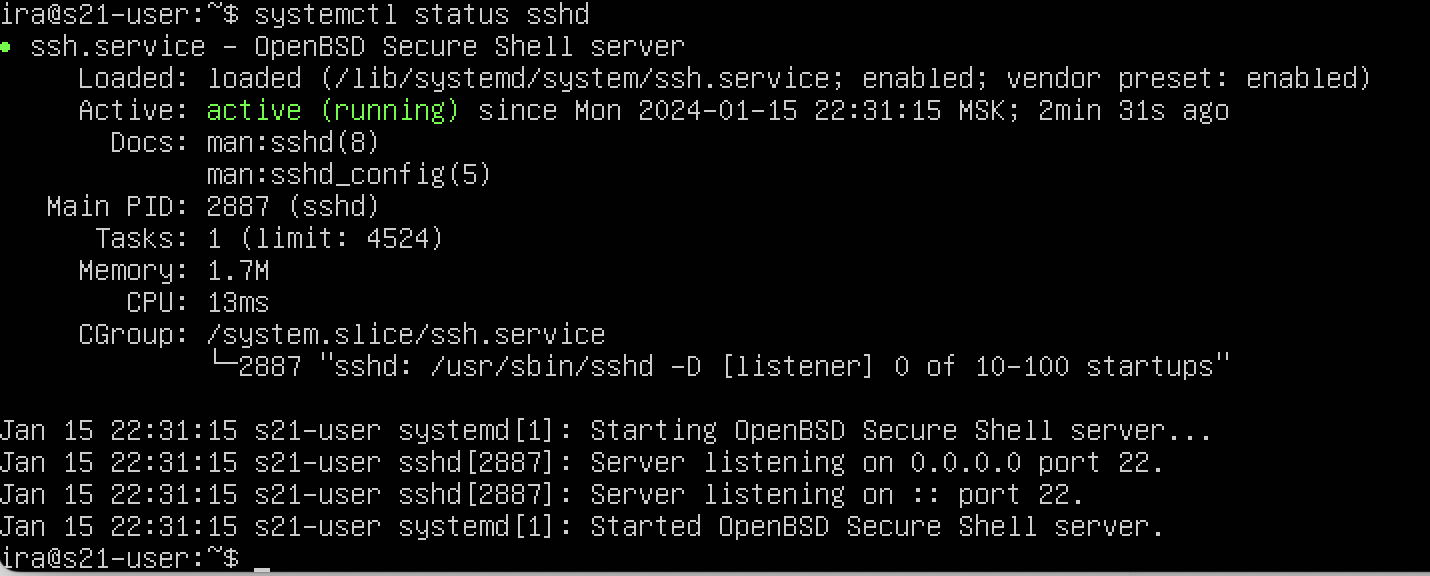 ira@s21-user:~$ systemctl status sshd
● ssh.service - OpenBSD Secure Shell server
     Loaded: loaded (/lib/systemd/system/ssh.service; enabled; vendor preset: enabled)
     Active: active (running) since Mon 2024-01-15 22:31:15 MSK; 2min 31s ago
       Docs: man:sshd(8)
             man:sshd_config(5)
   Main PID: 2887 (sshd)
      Tasks: 1 (limit: 4524)
     Memory: 1.7M
        CPU: 13ms
     CGroup: /system.slice/ssh.service
             └─2887 "sshd: /usr/sbin/sshd -D [listener] 0 of 10-100 startups"

Jan 15 22:31:15 s21-user systemd[1]: Starting OpenBSD Secure Shell server...
Jan 15 22:31:15 s21-user sshd[2887]: Server listening on 0.0.0.0 port 22.
Jan 15 22:31:15 s21-user sshd[2887]: Server listening on :: port 22.
Jan 15 22:31:15 s21-user systemd[1]: Started OpenBSD Secure Shell server.
ira@s21-user:~$ _